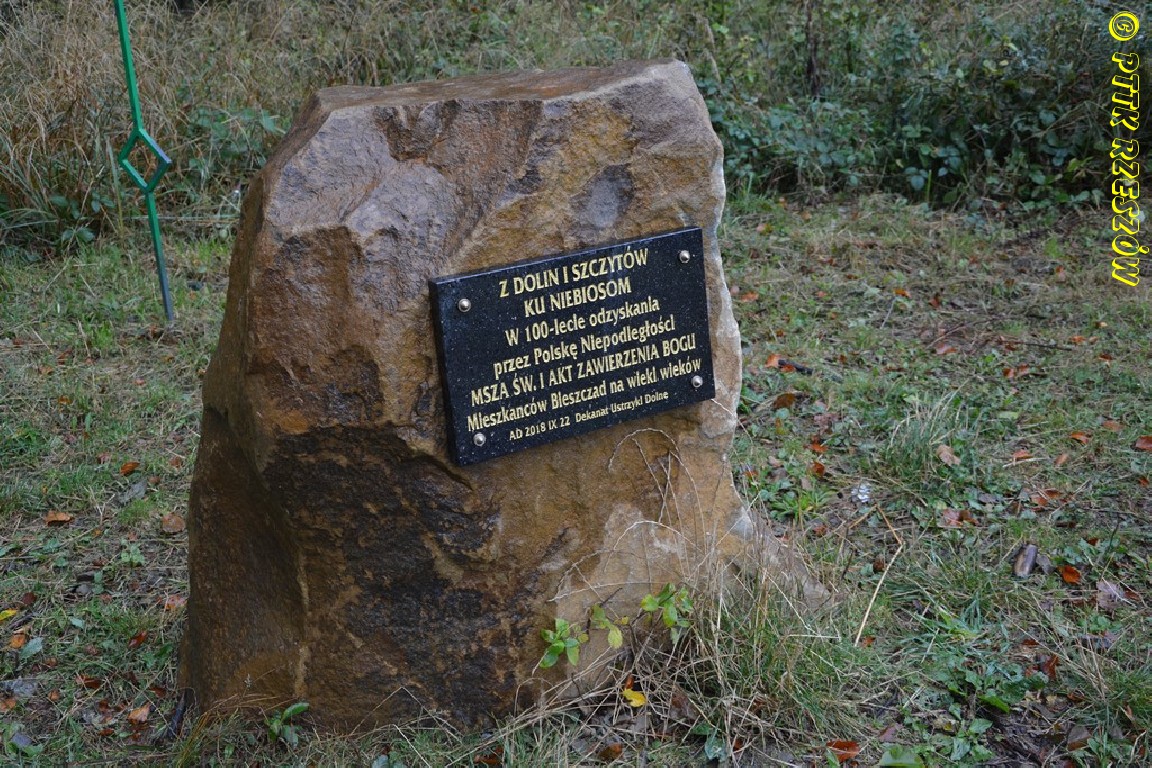 Z DOLIN I SZCZYTÓW
KU NIEBIOSOM
W 100-lecie odzyskania
przez Polskę Niepodległości
MSZA ŚW. I AKT ZAWIERZENIA BOGU
Mieszkańców Bieszczad na wieki wieków
AD 2018 IX 22 Dekanat Ustrzyki Dolne
© PTTK RZESZÓW